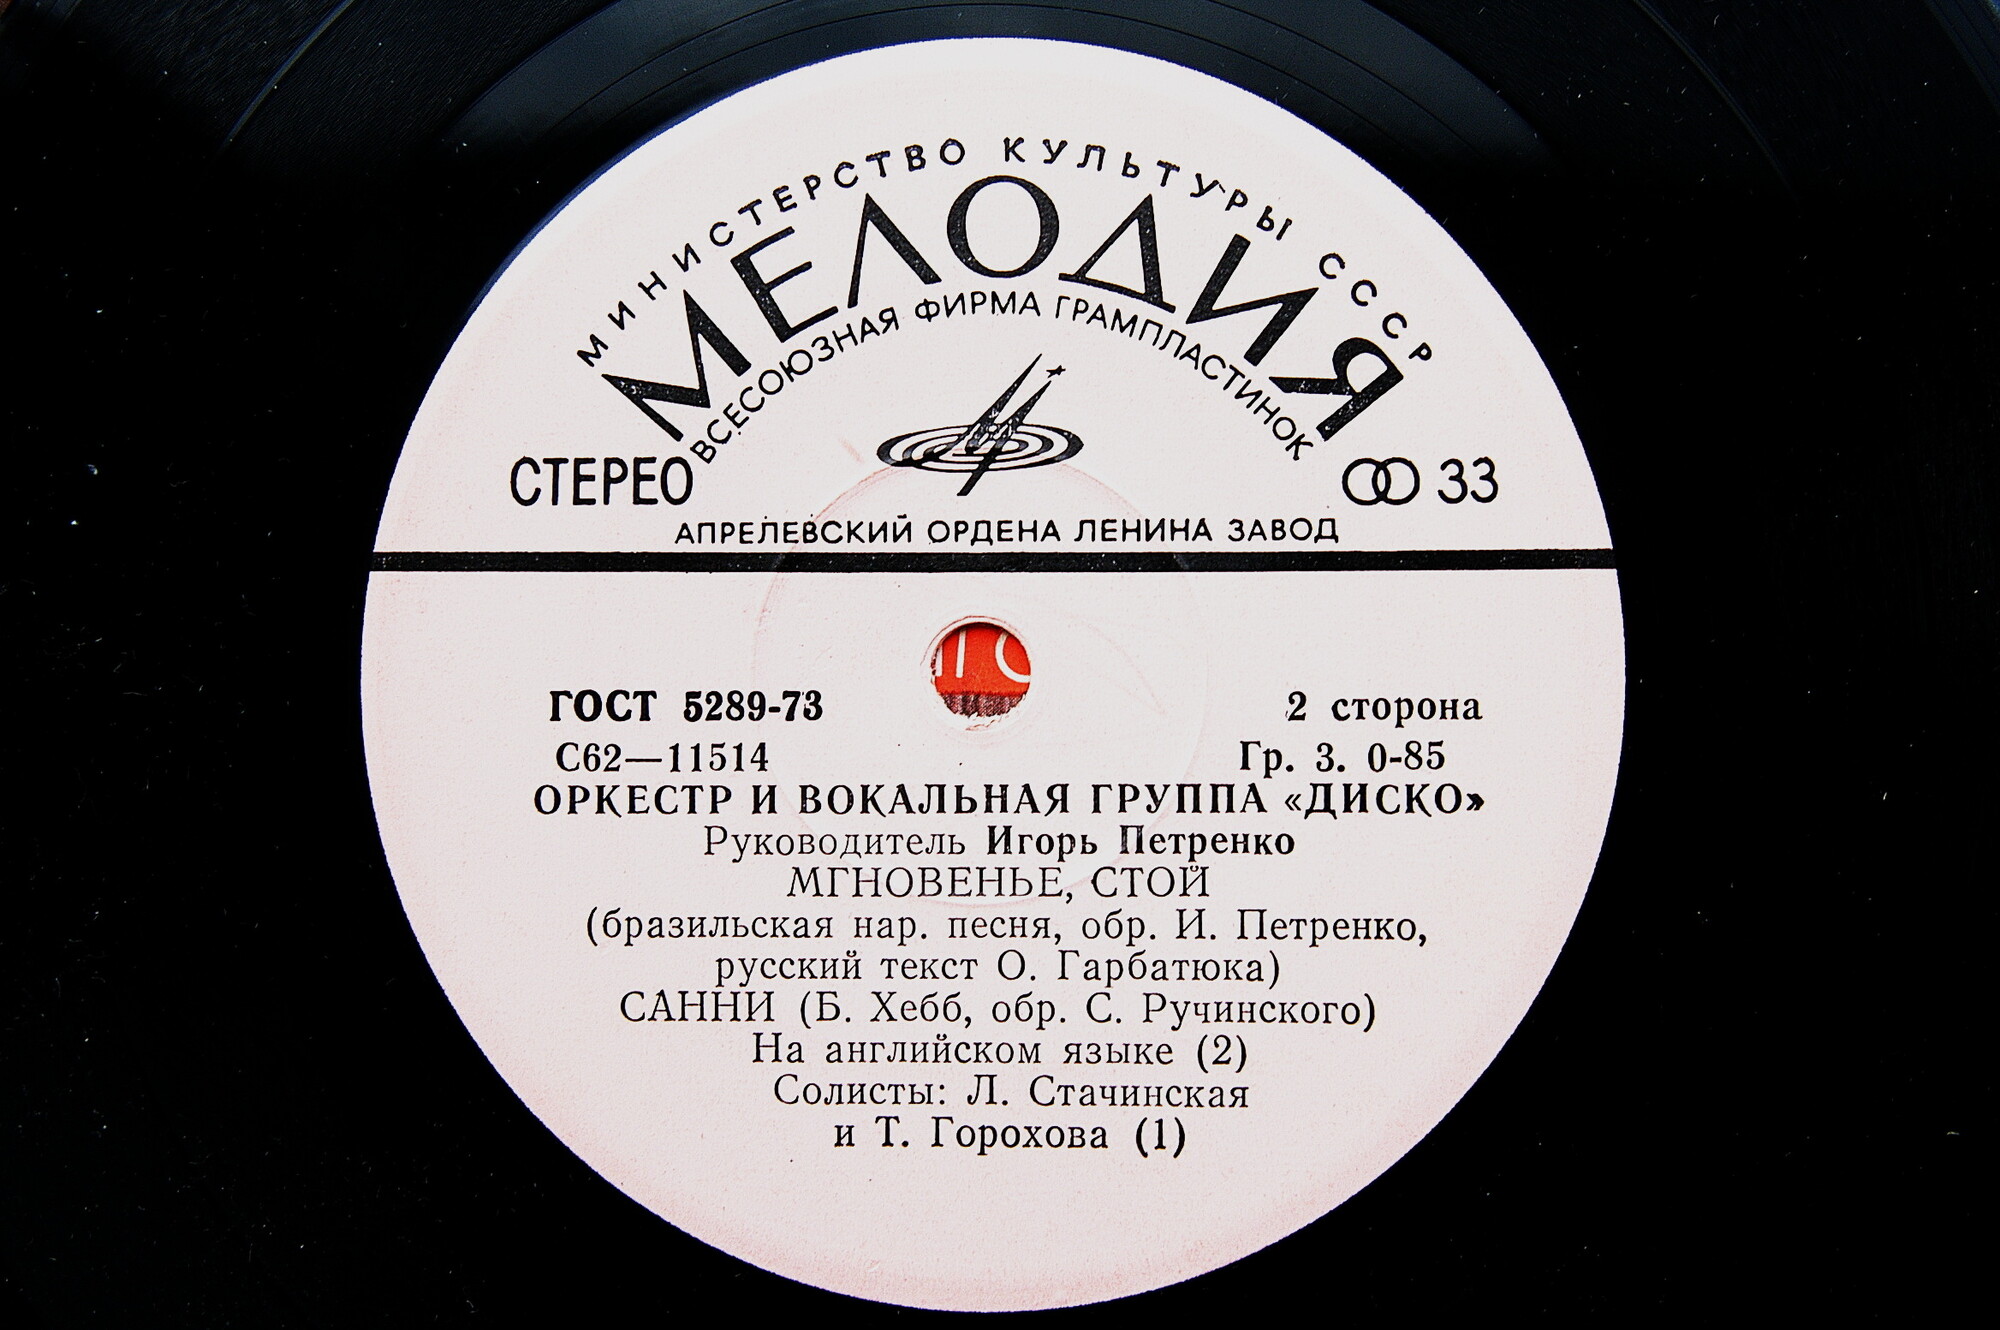 МИНИСТЕРСТВО КУЛЬТУРЫ СССР
МЕЛОДИЯ
ВСЕСОЮЗНАЯ ФИРМА ГРАМПЛАСТИНОК
СТЕРЕО 33
АПРЕЛЕВСКИЙ ОРДЕНА ЛЕНИНА ЗАВОД
ГОСТ 5289-73 2 сторона
С62—11514 Гр. 3. 0-85
ОРКЕСТР И ВОКАЛЬНАЯ ГРУППА «ДИСКО»
Руководитель Игорь Петренко
МГНОВЕНЬЕ, СТОЙ
(бразильская нар. песня, обр. И. Петренко,
русский текст О. Гарбатюка)
САННИ (Б. Хебб, обр. С. Ручинского)
На английском языке (2)
Солисты: Л. Стачинская
и Т. Горохова (1)